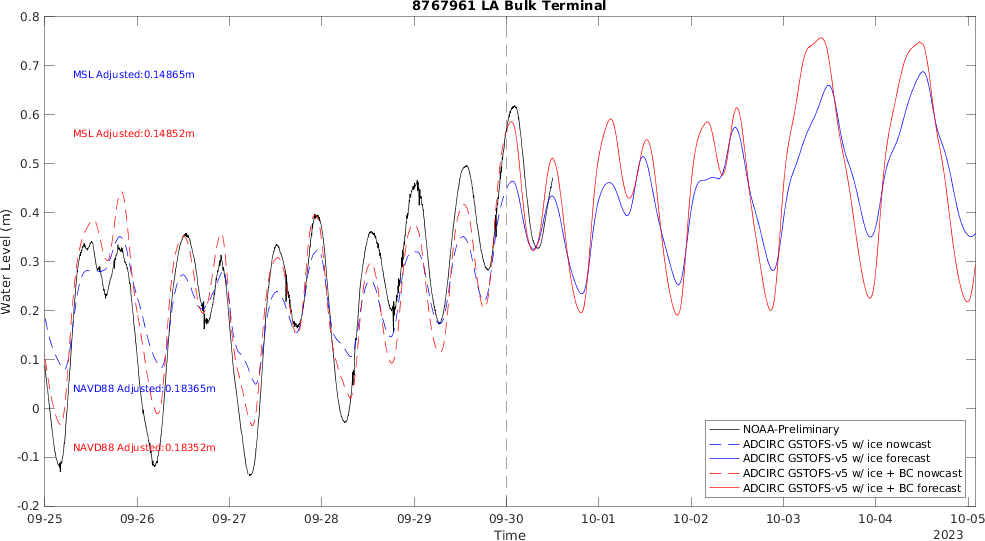 8767961 LA Bulk Terminal
0.8
0.7
0.6
0.5
0.4
0.3
0.2
0.1
0
-0.1
-0.2
Water Level (m)
MSL Adjusted:0.14865m
MSL Adjusted:0.14852m
NAVD88 Adjusted:0.18365m
NAVD88 Adjusted:0.18352m
NOAA-Preliminary
ADCIRC GSTOFS-v5 w/ ice nowcast
ADCIRC GSTOFS-v5 w/ ice forecast
ADCIRC GSTOFS-v5 w/ ice + BC nowcast
ADCIRC GSTOFS-v5 w/ ice + BC forecast
09-25 09-26 09-27 09-28 09-29 09-30 10-01 10-02 10-03 10-04 10-05
Time
2023